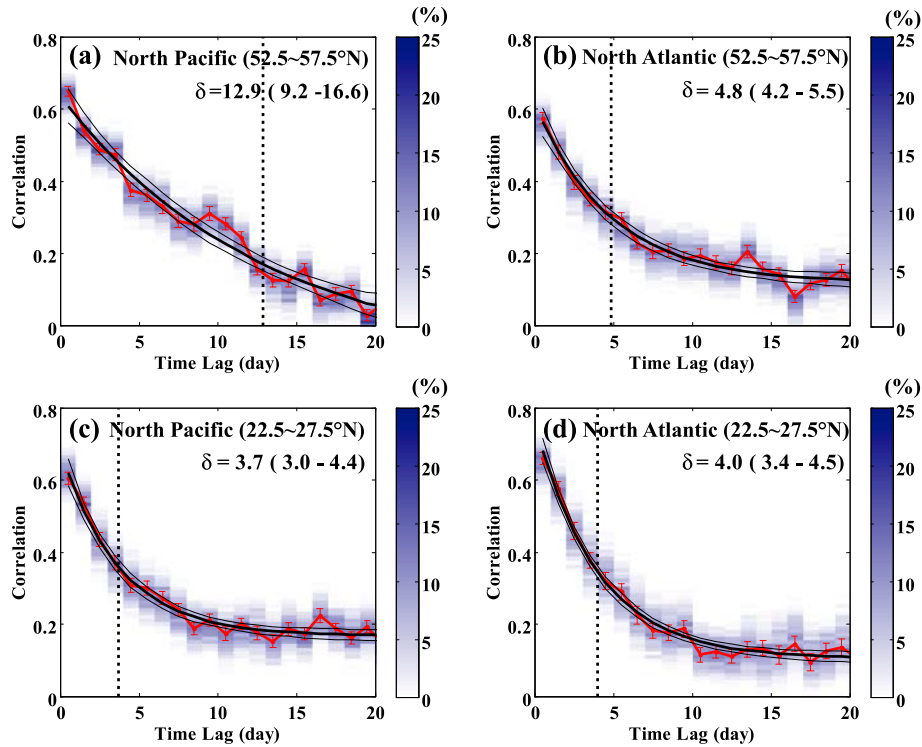 (%)
(%)
0.8
(a) North Pacific (52.5~57.5°N)
δ=12.9 ( 9.2 -16.6)
0.6
0.4
0.2
0
Correlation
0 5 10 15 20
Time Lag (day)
25
20
15
10
5
0
0.8
(b) North Atlantic (52.5~57.5°N)
δ = 4.8 ( 4.2 - 5.5)
0.6
0.4
0.2
0
Correlation
0 5 10 15 20
Time Lag (day)
25
20
15
10
5
0
(%)
(%)
0.8
(c) North Pacific (22.5~27.5°N)
δ = 3.7 ( 3.0 - 4.4)
0.6
0.4
0.2
0
Correlation
0 5 10 15 20
Time Lag (day)
25
20
15
10
5
0
0.8
(d) North Atlantic (22.5~27.5°N)
δ = 4.0 ( 3.4 - 4.5)
0.6
0.4
0.2
0
Correlation
0 5 10 15 20
Time Lag (day)
25
20
15
10
5
0